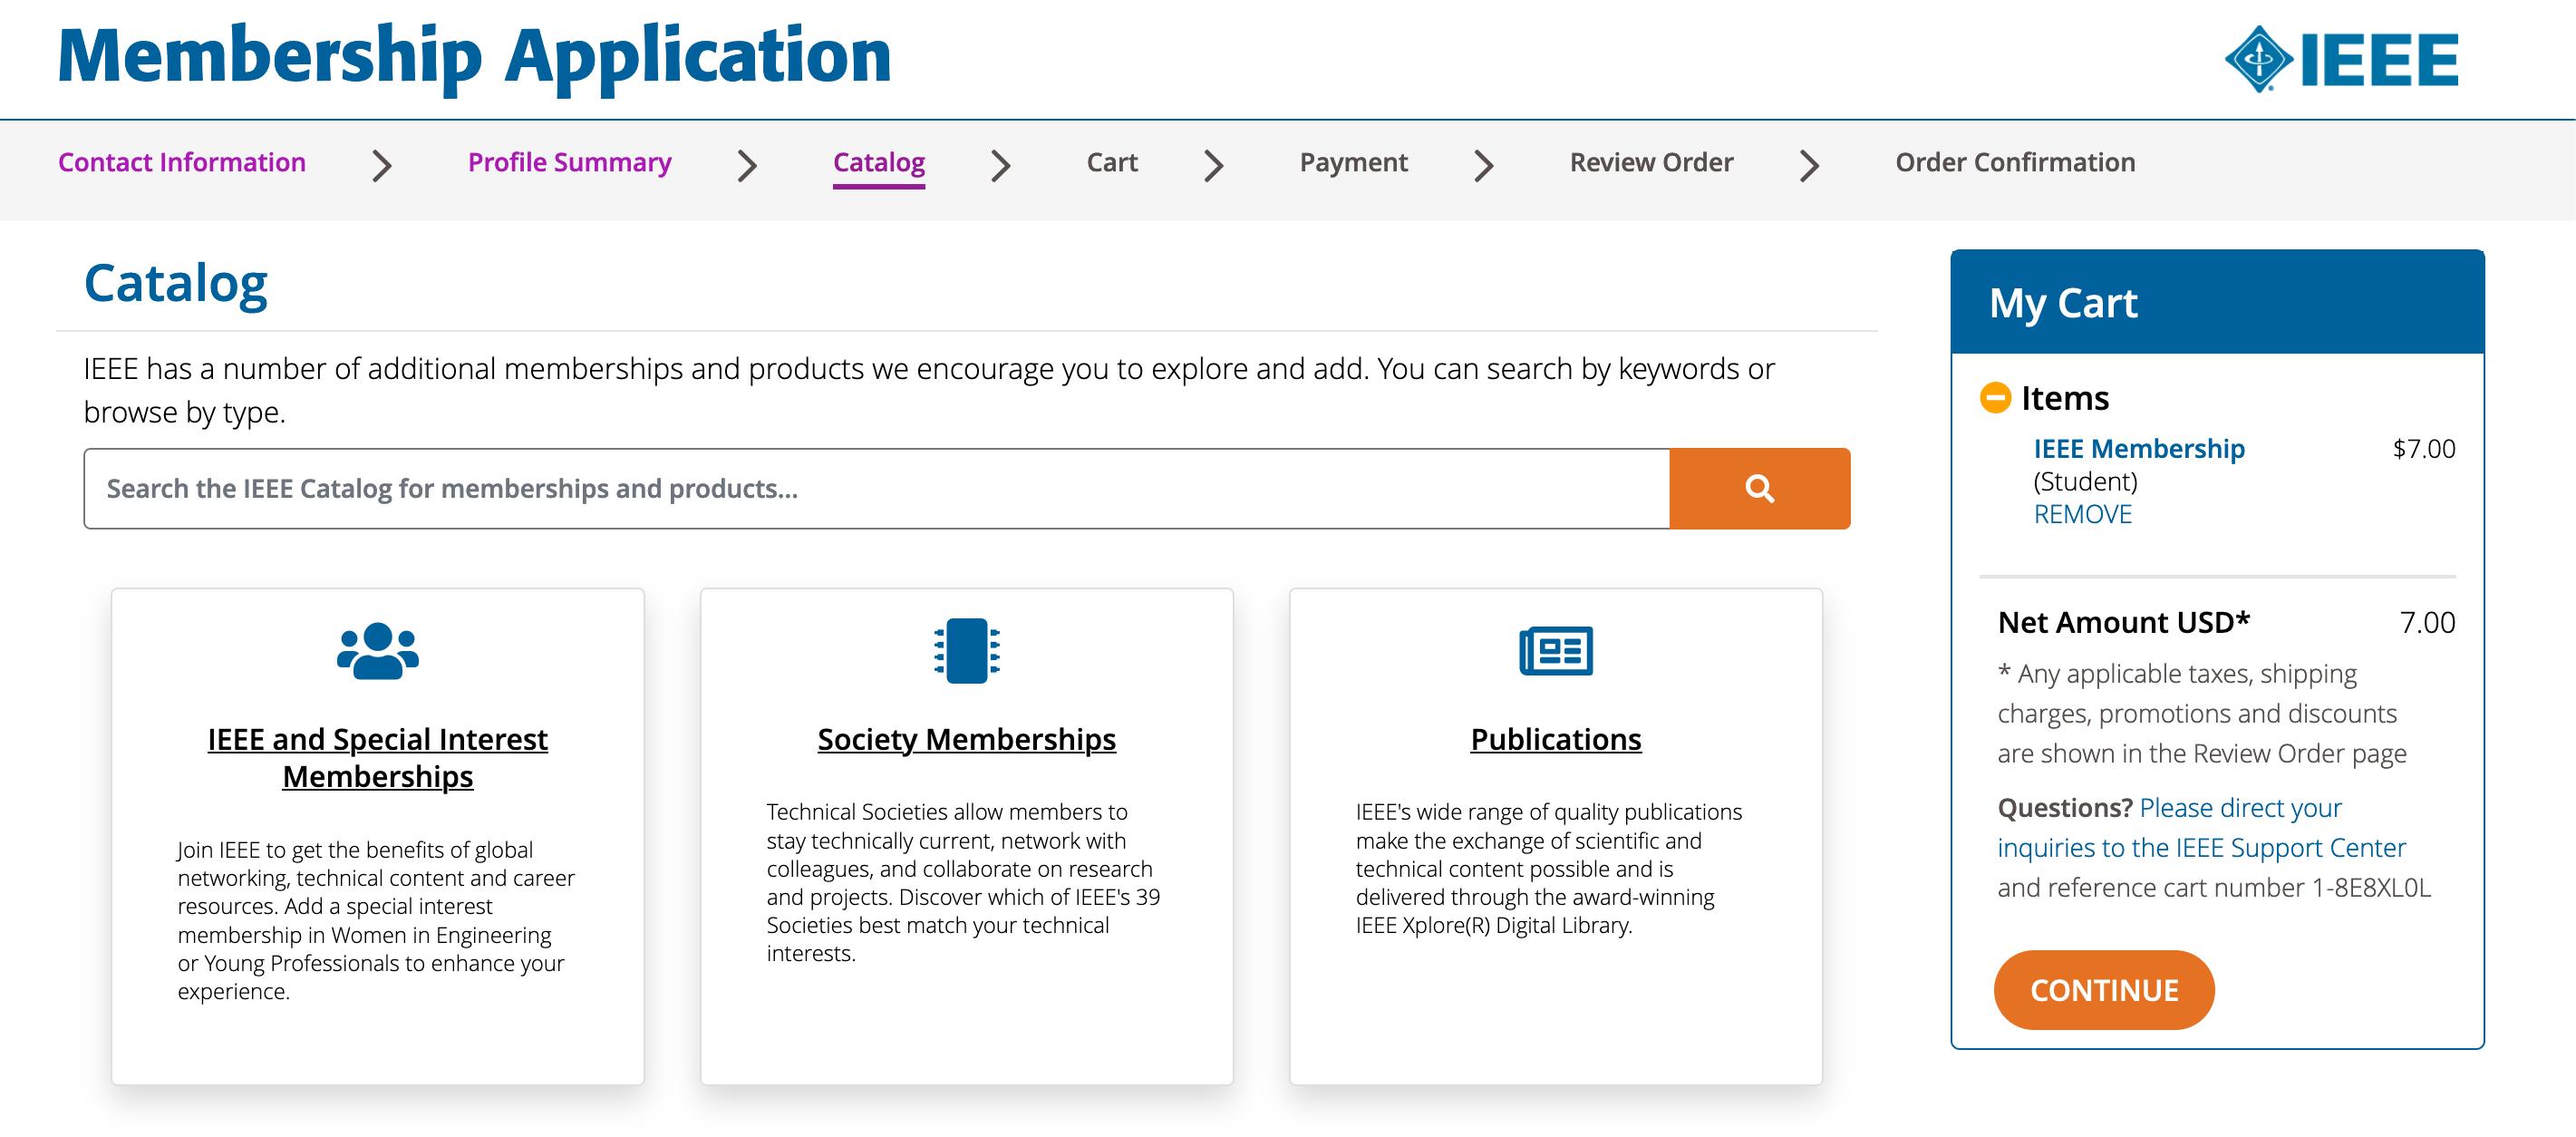 Membership Application
IEEE
Contact Information
Profile Summary
Catalog
Cart
Payment
Review Order
Order Confirmation
Catalog
IEEE has a number of additional memberships and products we encourage you to explore and add. You can search by keywords or
browse by type.
Search the IEEE Catalog for memberships and products...
IEEE and Special Interest
Memberships
Join IEEE to get the benefits of global
networking, technical content and career
resources. Add a special interest
membership in Women in Engineering
or Young Professionals to enhance your
experience.
Society Memberships
Technical Societies allow members to
stay technically current, network with
colleagues, and collaborate on research
and projects. Discover which of IEEE's 39
Societies best match your technical
interests.
Publications
IEEE's wide range of quality publications
make the exchange of scientific and
technical content possible and is
delivered through the award-winning
IEEE Xplore(R) Digital Library.
My Cart
Items
IEEE Membership $7.00
(Student)
REMOVE
Net Amount USD* 7.00
* Any applicable taxes, shipping
charges, promotions and discounts
are shown in the Review Order page
Questions? Please direct your
inquiries to the IEEE Support Center
and reference cart number 1-8E8XL0L
CONTINUE